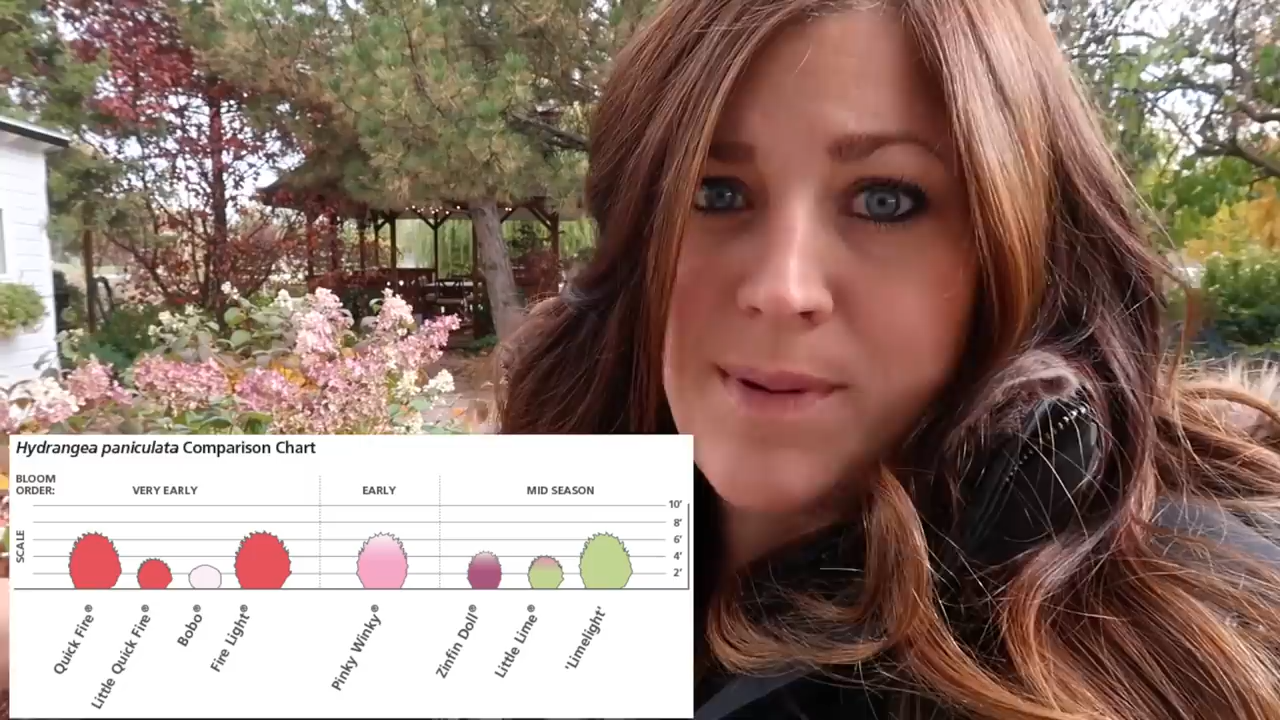 Hydrangea paniculata Comparison Chart
BLOOM
ORDER:
VERY EARLY
EARLY
MID SEASON
SCALE
10'
8'
6'
4'
2'
Quick Fire®
Little Quick Fire®
Bobo®
Fire Light®
Pinky Winky®
Zinfin Doll®
Little Lime®
'Limelight'